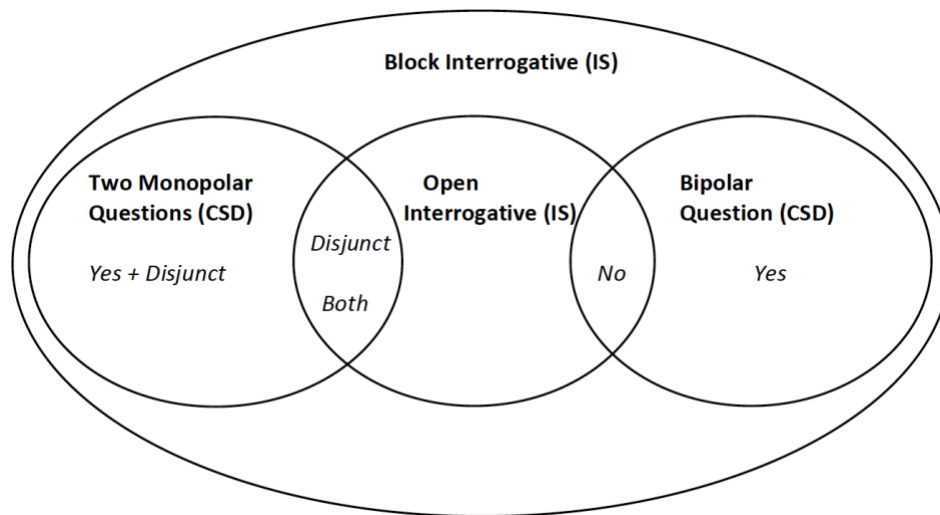 Block Interrogative (IS)
Two Monopolar
Questions (CSD)
Open
Interrogative (IS)
Bipolar
Question (CSD)
Disjunct
Yes + Disjunct
No
Yes
Both